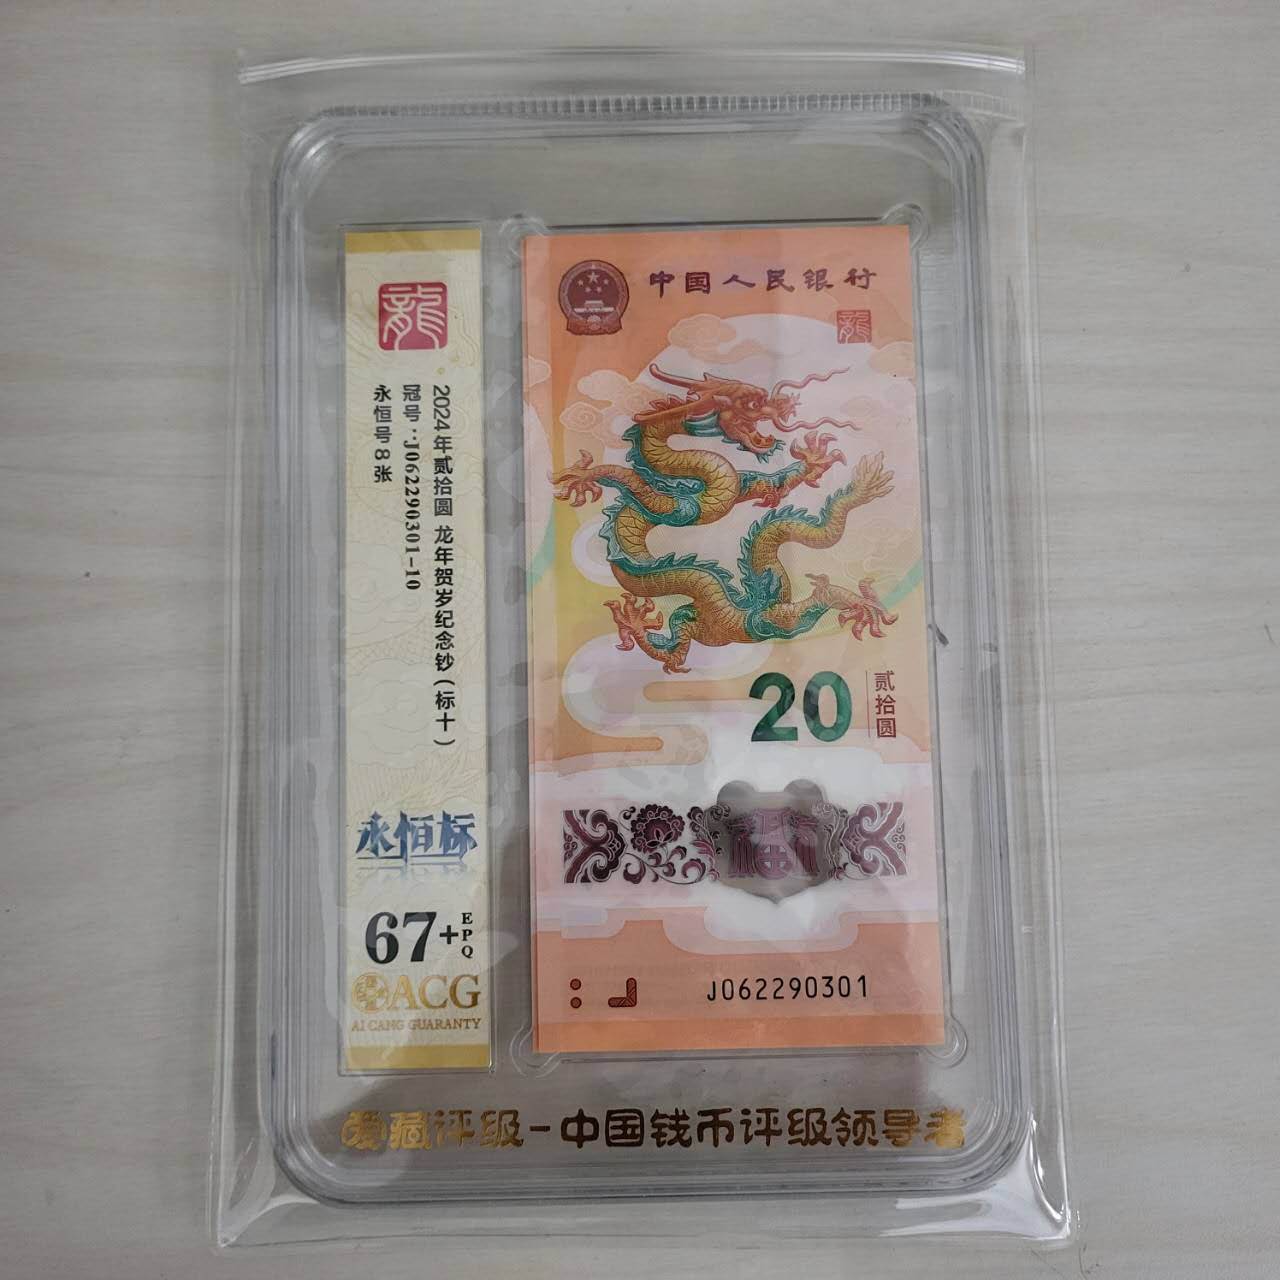 龍
2024年贰拾圆 龙年贺岁纪念钞(标十)
冠号:J062290301-10
永恒号8张
永恒标
67+
EPQ
ACG
AI CANG GUARANTY
中国人民银行
龍
20
贰拾圆
福
J062290301
爱藏评级-中国钱币评级领导者